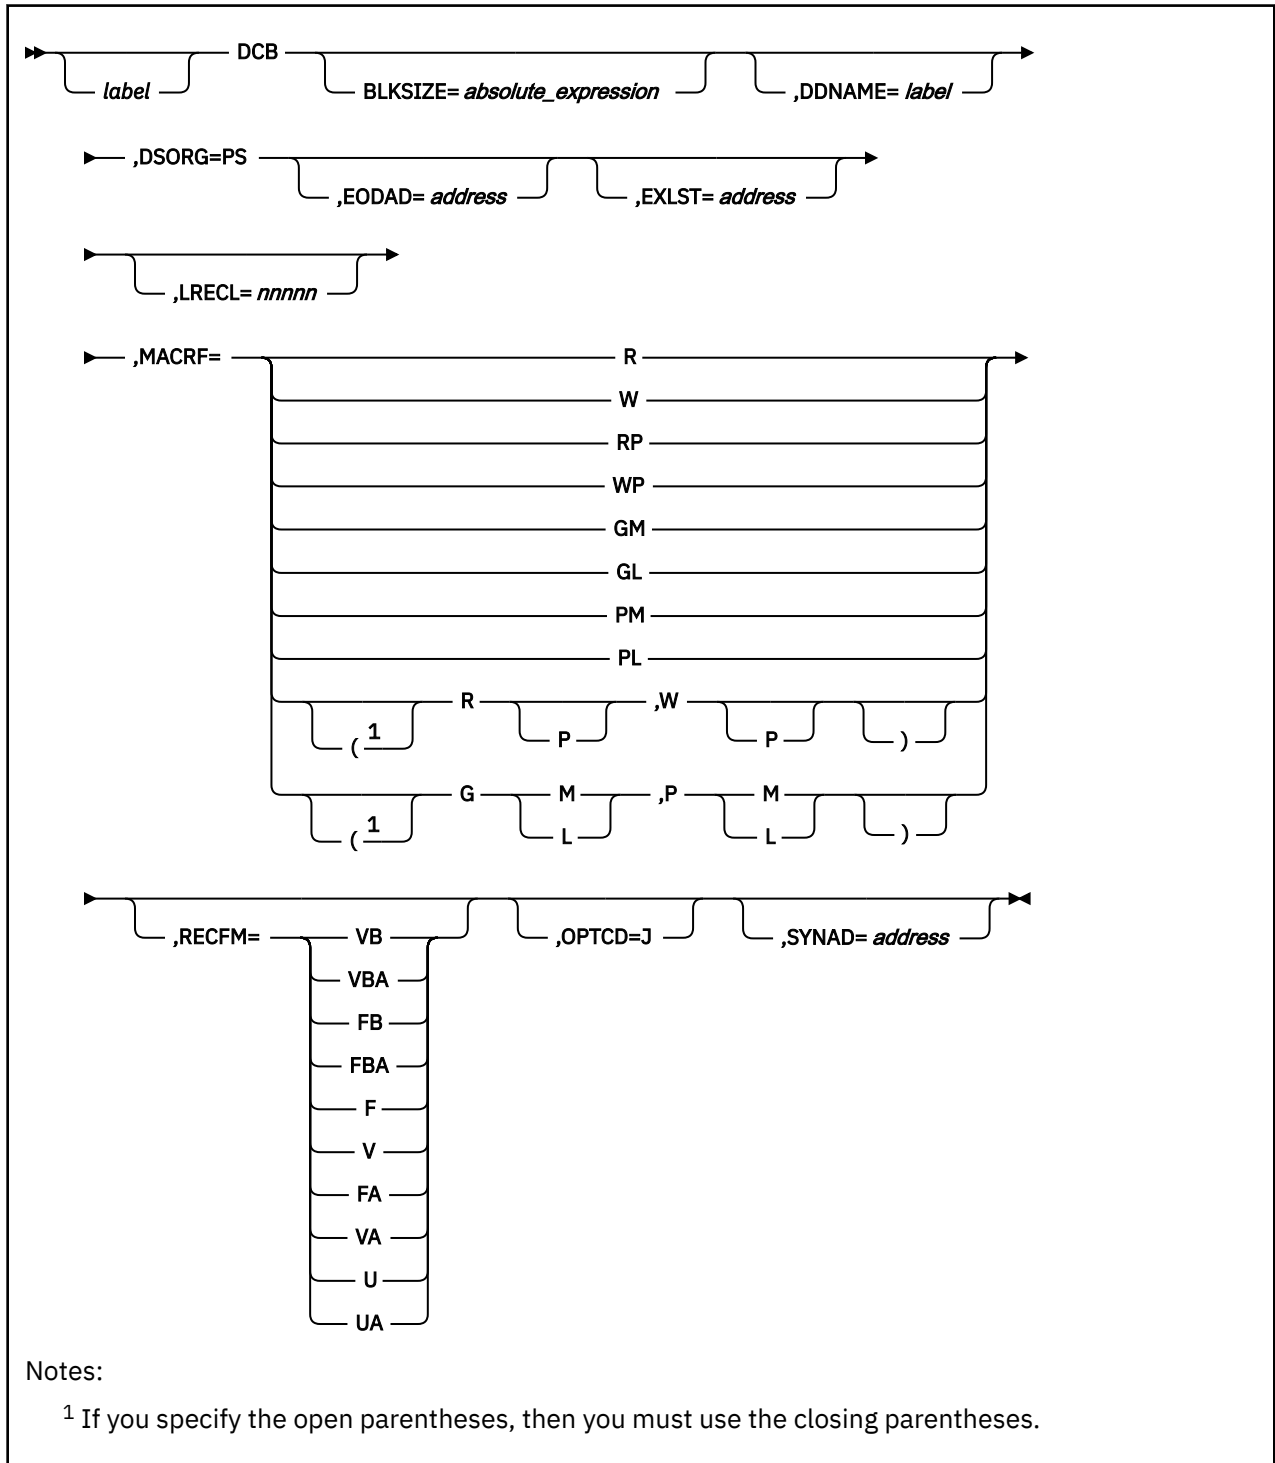 DCB
label BLKSIZE= absolute_expression ,DDNAME= label
,DSORG=PS
,EODAD= address ,EXLST= address
,LRECL= nnnnn
,MACRF= R
W
RP
WP
GM
GL
PM
PL
R ,W
( 1 P P )
G M ,P M
( 1 L L )
,RECFM= VB ,OPTCD=J ,SYNAD= address
VBA
FB
FBA
F
V
FA
VA
U
UA
Notes:
1 If you specify the open parentheses, then you must use the closing parentheses.